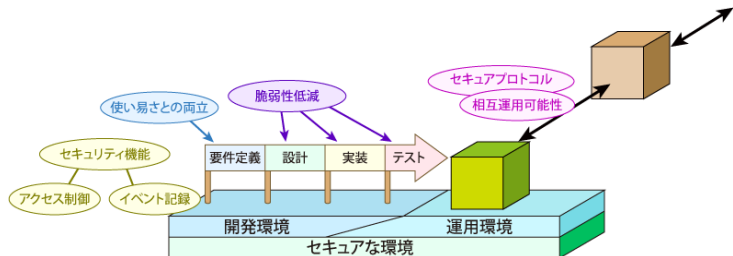 セキュアプロトコル
相互運用可能性
使い易さとの両立
脆弱性低減
セキュリティ機能
アクセス制御
イベント記録
要件定義
設計
実装
テスト
開発環境
運用環境
セキュアな環境